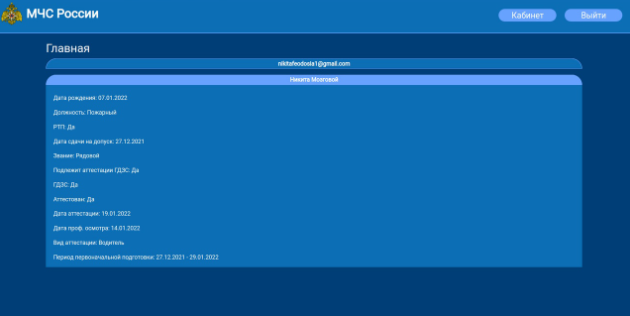 МЧС России
Кабинет
Выйти
Главная
nikitafeodosia1@gmail.com
Никита Мозговой
Дата рождения: 07.01.2022
Должность: Пожарный
РТП: Да
Дата сдачи на допуск: 27.12.2021
Звание: Рядовой
Подлежит аттестации ГДЗС: Да
ГДЗС: Да
Аттестован: Да
Дата аттестации: 19.01.2022
Дата проф. осмотра: 14.01.2022
Вид аттестации: Водитель
Период первоначальной подготовки: 27.12.2021 - 29.01.2022